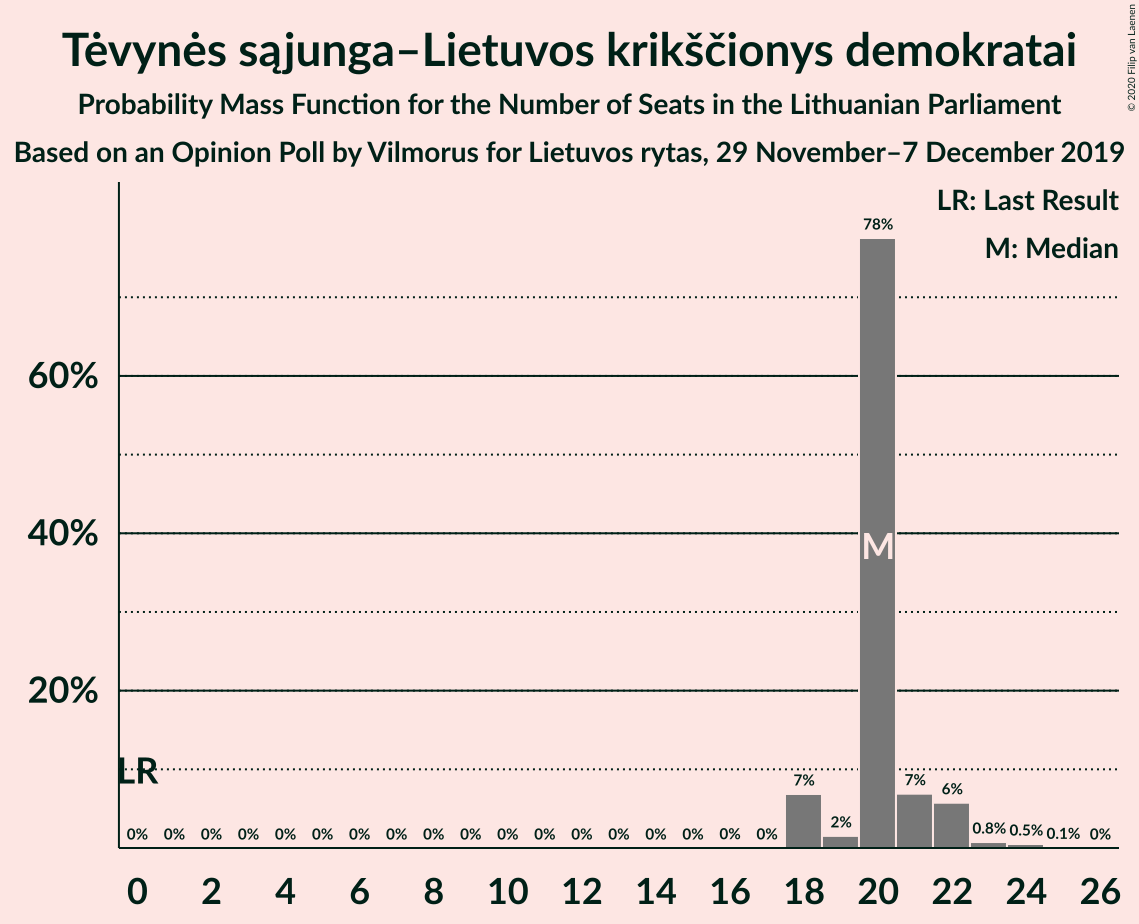 Tėvynės sąjunga–Lietuvos krikščionys demokratai
Probability Mass Function for the Number of Seats in the Lithuanian Parliament
Based on an Opinion Poll by Vilmorus for Lietuvos rytas, 29 November–7 December 2019
© 2020 Filip van Laenen
LR: Last Result
M: Median
78%
60%
40%
M
20%
LR
0% 0% 0% 0% 0% 0% 0% 0% 0% 0% 0% 0% 0% 0% 0% 0% 0% 0% 7% 2% 7% 6% 0.8% 0.5% 0.1% 0%
0 2 4 6 8 10 12 14 16 18 20 22 24 26